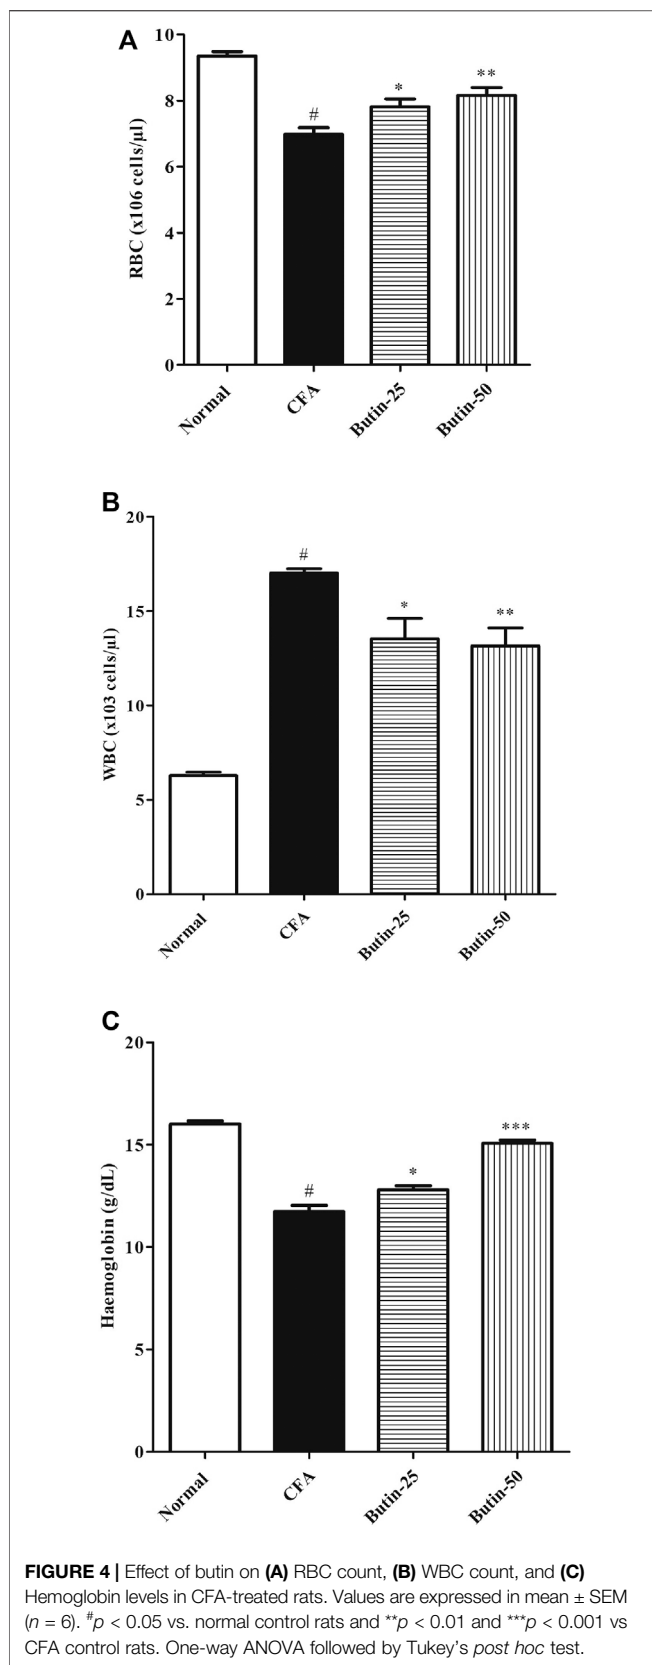 A
10
8
6
4
2
0
RBC (x106 cells/µl)
#
*
**
Normal
CFA
Butin-25
Butin-50
B
20
15
10
5
0
WBC (x103 cells/µl)
#
*
**
Normal
CFA
Butin-25
Butin-50
C
20
15
10
5
0
Haemoglobin (g/dL)
#
*
***
Normal
CFA
Butin-25
Butin-50
FIGURE 4 | Effect of butin on (A) RBC count, (B) WBC count, and (C)
Hemoglobin levels in CFA-treated rats. Values are expressed in mean ± SEM
(n = 6). #p < 0.05 vs. normal control rats and **p < 0.01 and ***p < 0.001 vs
CFA control rats. One-way ANOVA followed by Tukey's post hoc test.